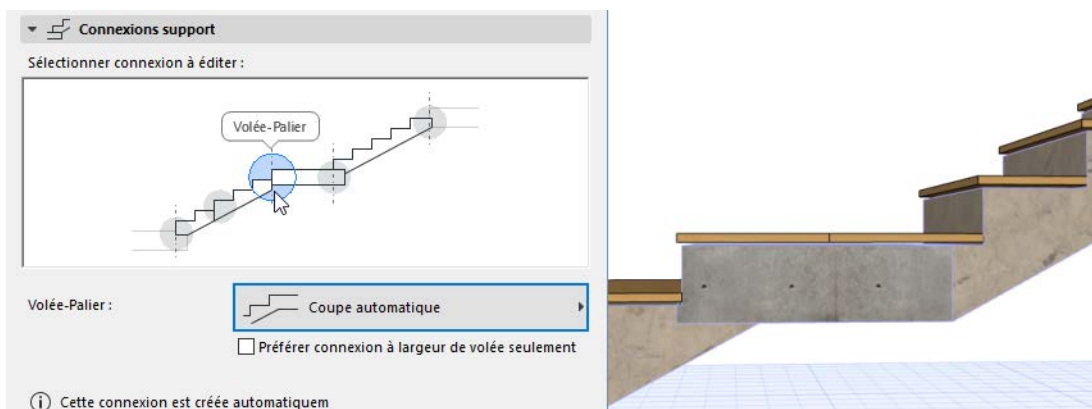 Connexions support
Sélectionner connexion à éditer :
Volée-Palier
Volée-Palier :
Coupe automatique
Préférer connexion à largeur de volée seulement
Cette connexion est créée automatiquem